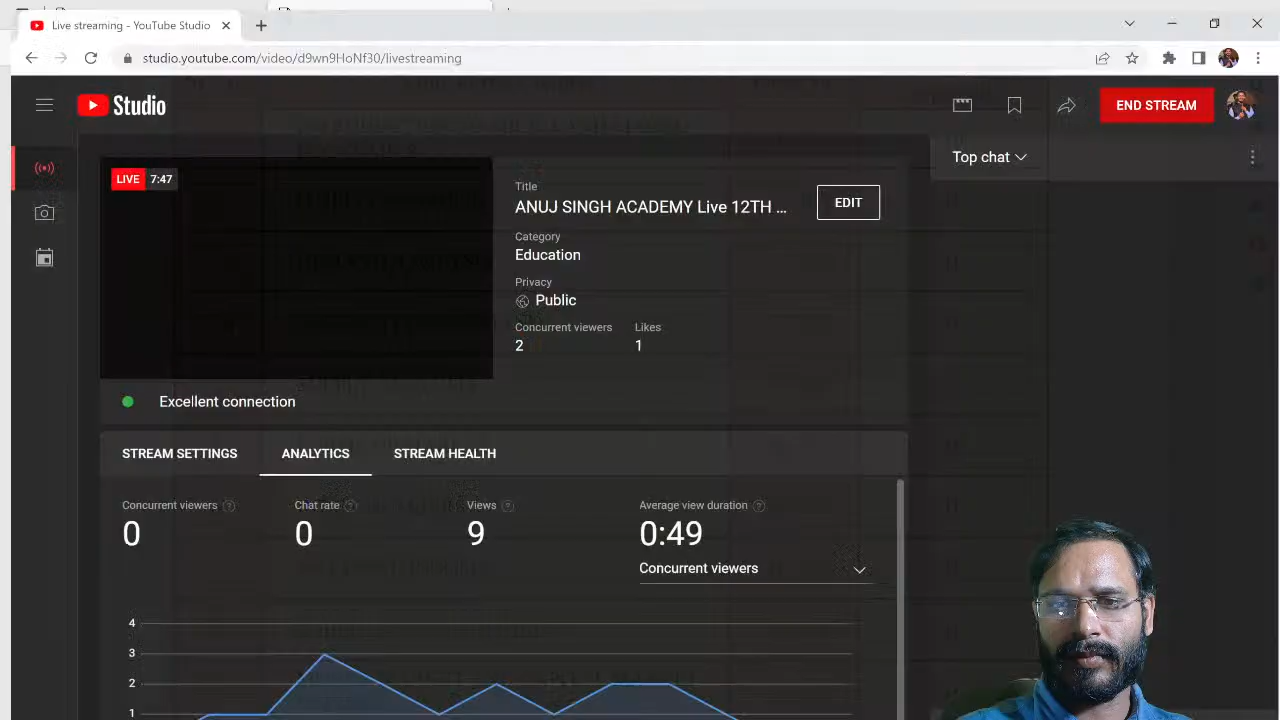 Live streaming - YouTube Studio
studio.youtube.com/video/d9wn9HoNf30/livestreaming
Studio
END STREAM
LIVE 7:47
Title
ANUJ SINGH ACADEMY Live 12TH ...
EDIT
Category
Education
Privacy
Public
Concurrent viewers Likes
2 1
Top chat
Excellent connection
STREAM SETTINGS ANALYTICS STREAM HEALTH
Concurrent viewers Chat rate Views Average view duration
0 0 9 0:49
Concurrent viewers
4
3
2
1